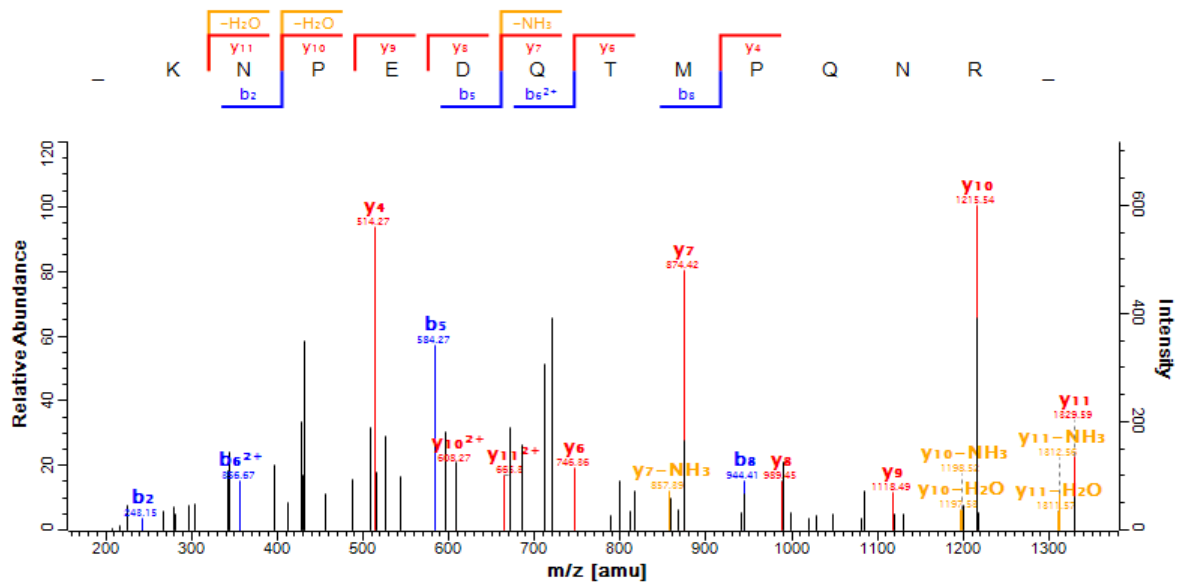 –H₂O –H₂O –NH₃
y₁₁ y₁₀ y₉ y₈ y₇ y₆ y₄
_ K N P E D Q T M P Q N R _
b₂ b₅ b₆²⁺ b₈
120
100
80
60
40
20
0
Relative Abundance
600
400
200
0
Intensity
y₁₀
1215.54
y₄
514.27
y₇
874.42
b₅
584.27
y₁₁
1329.59
y₁₁–NH₃
y₁₀²⁺
608.27
y₁₀–NH₃
b₆²⁺
y₁₁²⁺
y₆
b₈
944.41
y₈
989.45
y₇–NH₃
y₉
1118.49
y₁₀–H₂O
y₁₁–H₂O
b₂
200 300 400 500 600 700 800 900 1000 1100 1200 1300
m/z [amu]